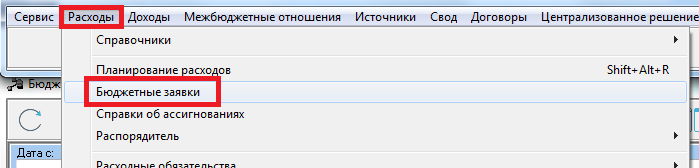 Сервис Расходы Доходы Межбюджетные отношения Источники Свод Договоры Централизованное решение
Справочники
Планирование расходов Shift+Alt+R
Бюдж
Бюджетные заявки
Справки об ассигнованиях
Распорядитель
Дата с:
Расходные обязательства